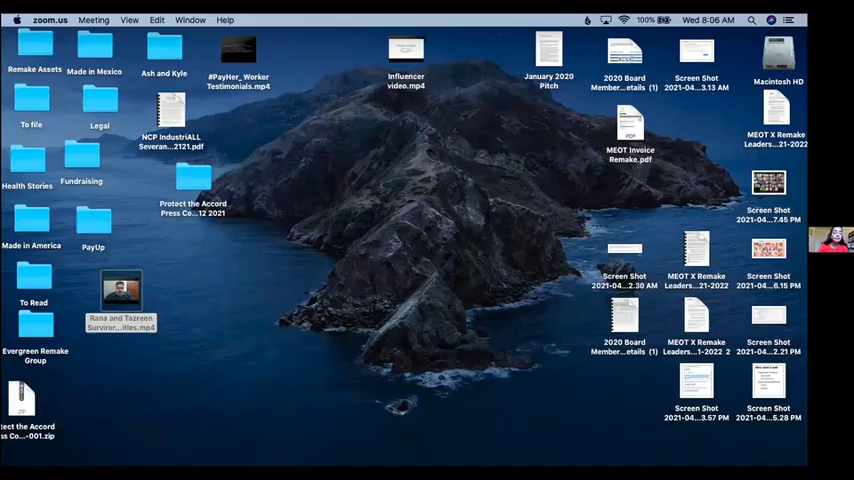 zoom.us Meeting View Edit Window Help
100% Wed 8:06 AM
Remake Assets
Made in Mexico
Ash and Kyle
#PayHer_Worker
Testimonials.mp4
Influencer
video.mp4
January 2020
Pitch
2020 Board
Member...etails (1)
Screen Shot
2021-04...3.13 AM
Macintosh HD
To file
Legal
NCP IndustriALL
Severan...2121.pdf
PDF
MEOT Invoice
Remake.pdf
MEOT X Remake
Leaders...21-2022
Health Stories
Fundraising
Protect the Accord
Press Co...12 2021
Screen Shot
2021-04...7.45 PM
Made in America
PayUp
Screen Shot
2021-04...2.30 AM
MEOT X Remake
Leaders...21-2022
Screen Shot
2021-04...6.15 PM
To Read
Rana and Tazreen
Surviror...itles.mp4
Evergreen Remake
Group
2020 Board
Member...etails (1)
MEOT X Remake
Leaders...1-2022 2
Screen Shot
2021-04...2.21 PM
ZIP
tect the Accord
ss Co...-001.zip
Screen Shot
2021-04...3.57 PM
Screen Shot
2021-04...5.28 PM